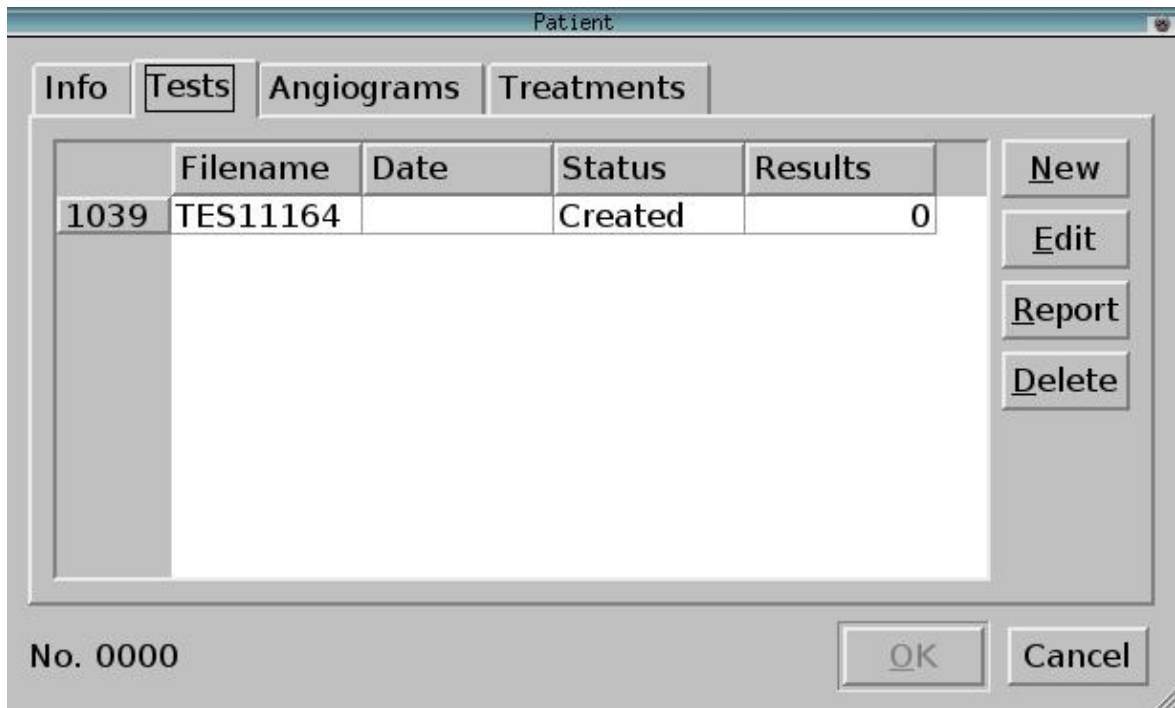 Patient
Info Tests Angiograms Treatments
Filename Date Status Results
1039 TES11164 Created 0
New
Edit
Report
Delete
No. 0000
OK Cancel